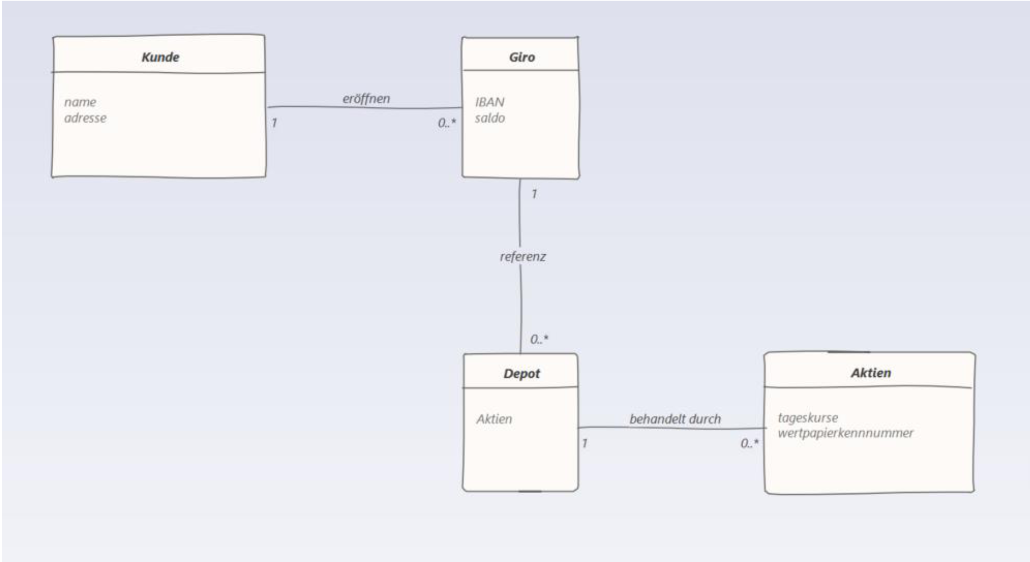 Kunde
name
adresse
eröffnen
1
0..*
Giro
IBAN
saldo
1
referenz
0..*
Depot
Aktien
behandelt durch
1
0..*
Aktien
tageskurse
wertpapierkennnummer